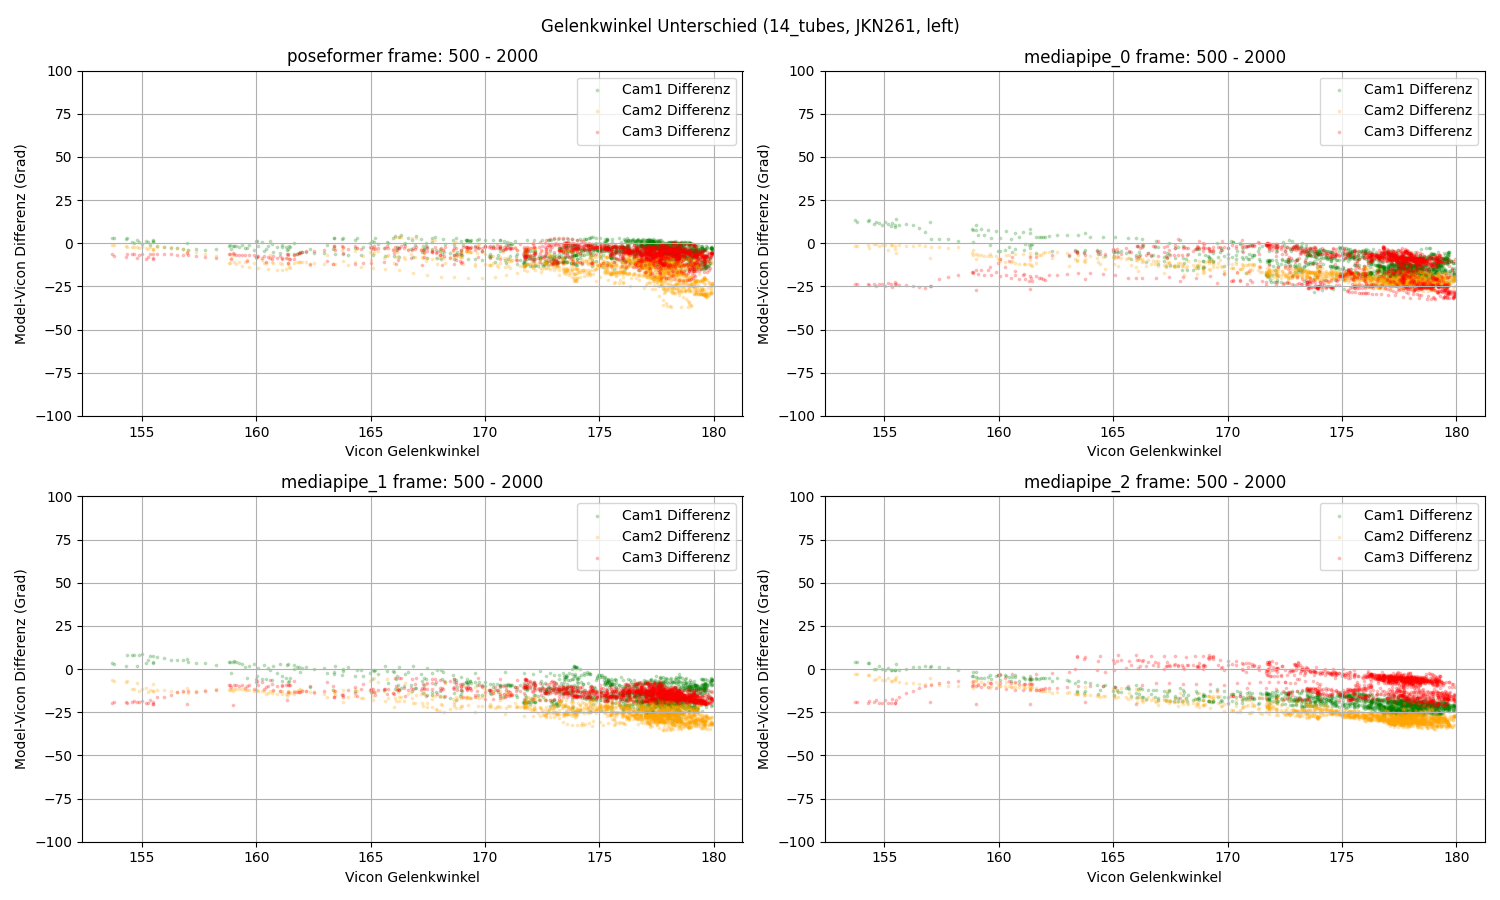 Gelenkwinkel Unterschied (14_tubes, JKN261, left)
poseformer frame: 500 - 2000
100
75
50
25
0
−25
−50
−75
−100
Model-Vicon Differenz (Grad)
Cam1 Differenz
Cam2 Differenz
Cam3 Differenz
155 160 165 170 175 180
Vicon Gelenkwinkel
mediapipe_0 frame: 500 - 2000
100
75
50
25
0
−25
−50
−75
−100
Model-Vicon Differenz (Grad)
Cam1 Differenz
Cam2 Differenz
Cam3 Differenz
155 160 165 170 175 180
Vicon Gelenkwinkel
mediapipe_1 frame: 500 - 2000
100
75
50
25
0
−25
−50
−75
−100
Model-Vicon Differenz (Grad)
Cam1 Differenz
Cam2 Differenz
Cam3 Differenz
155 160 165 170 175 180
Vicon Gelenkwinkel
mediapipe_2 frame: 500 - 2000
100
75
50
25
0
−25
−50
−75
−100
Model-Vicon Differenz (Grad)
Cam1 Differenz
Cam2 Differenz
Cam3 Differenz
155 160 165 170 175 180
Vicon Gelenkwinkel